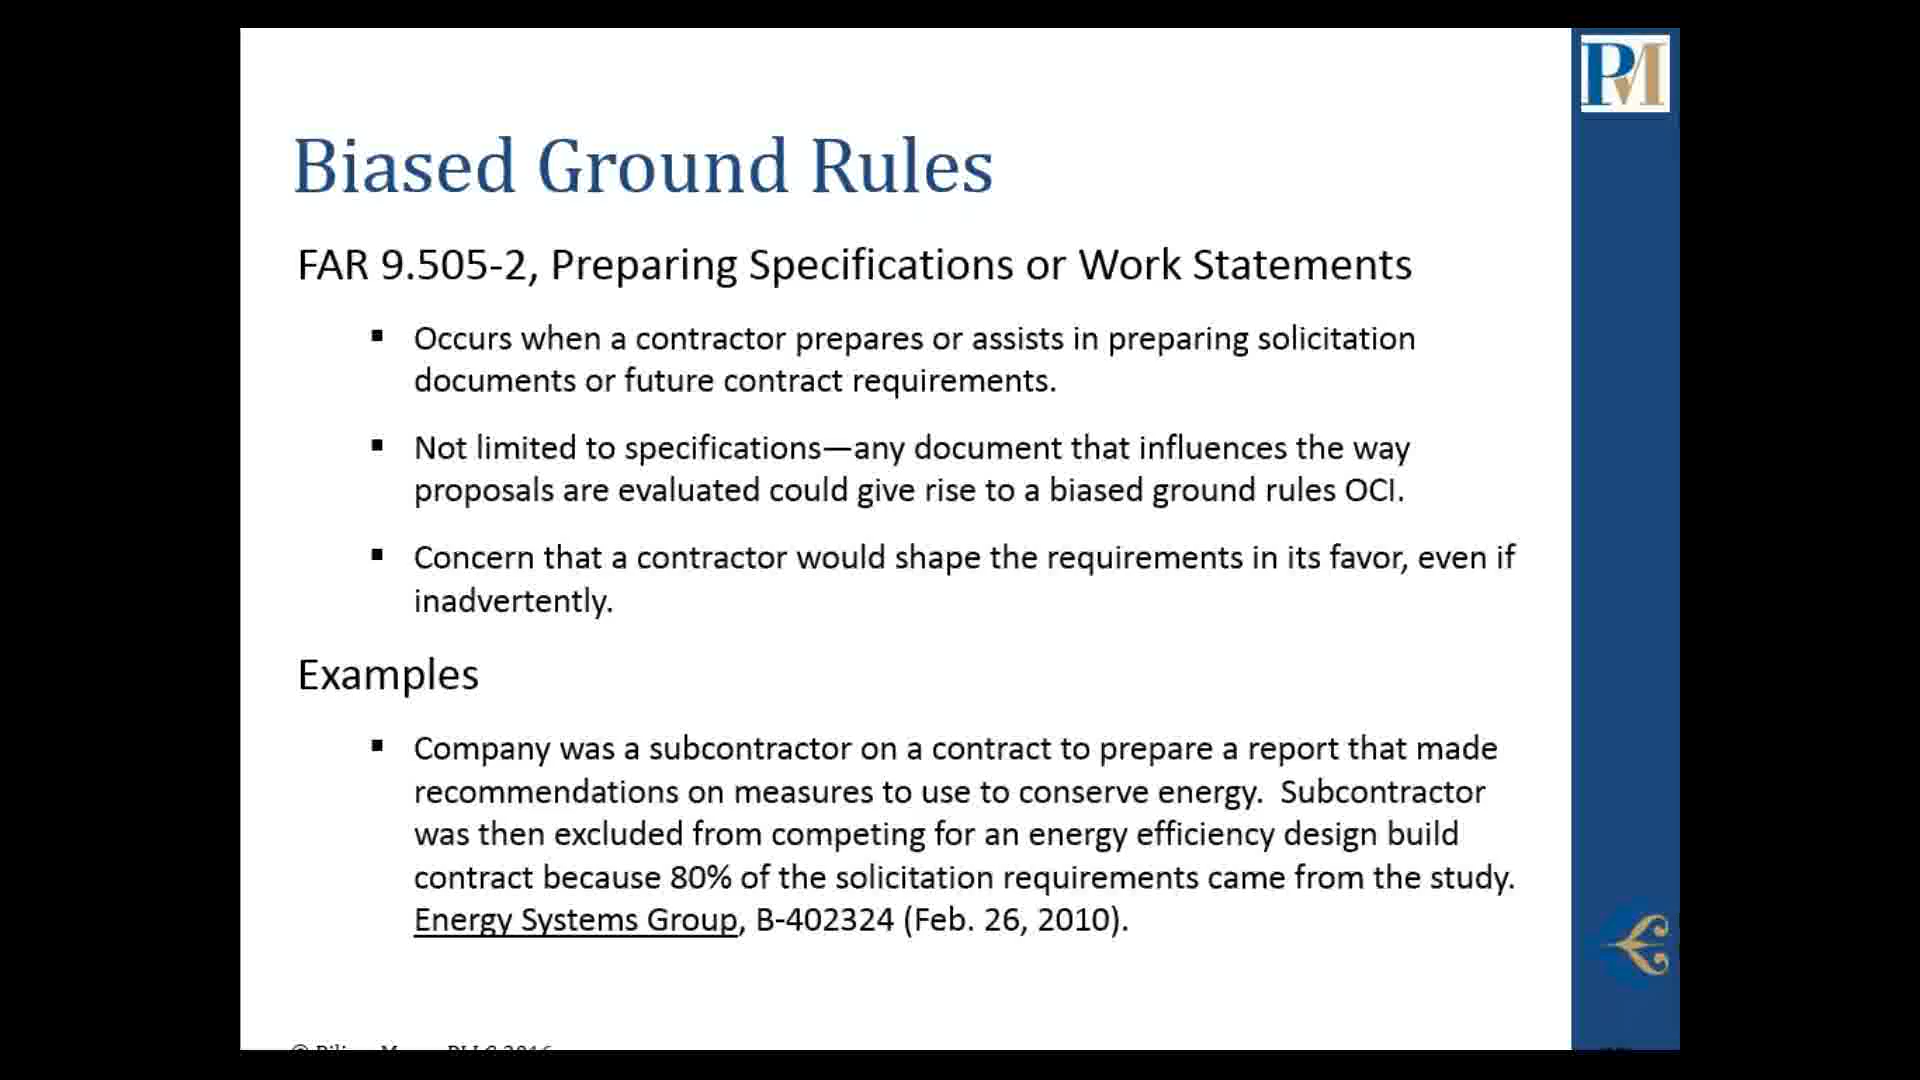 PM
Biased Ground Rules
FAR 9.505-2, Preparing Specifications or Work Statements
▪ Occurs when a contractor prepares or assists in preparing solicitation
documents or future contract requirements.
▪ Not limited to specifications—any document that influences the way
proposals are evaluated could give rise to a biased ground rules OCI.
▪ Concern that a contractor would shape the requirements in its favor, even if
inadvertently.
Examples
▪ Company was a subcontractor on a contract to prepare a report that made
recommendations on measures to use to conserve energy.  Subcontractor
was then excluded from competing for an energy efficiency design build
contract because 80% of the solicitation requirements came from the study.
Energy Systems Group, B-402324 (Feb. 26, 2010).
© PLLC 2016